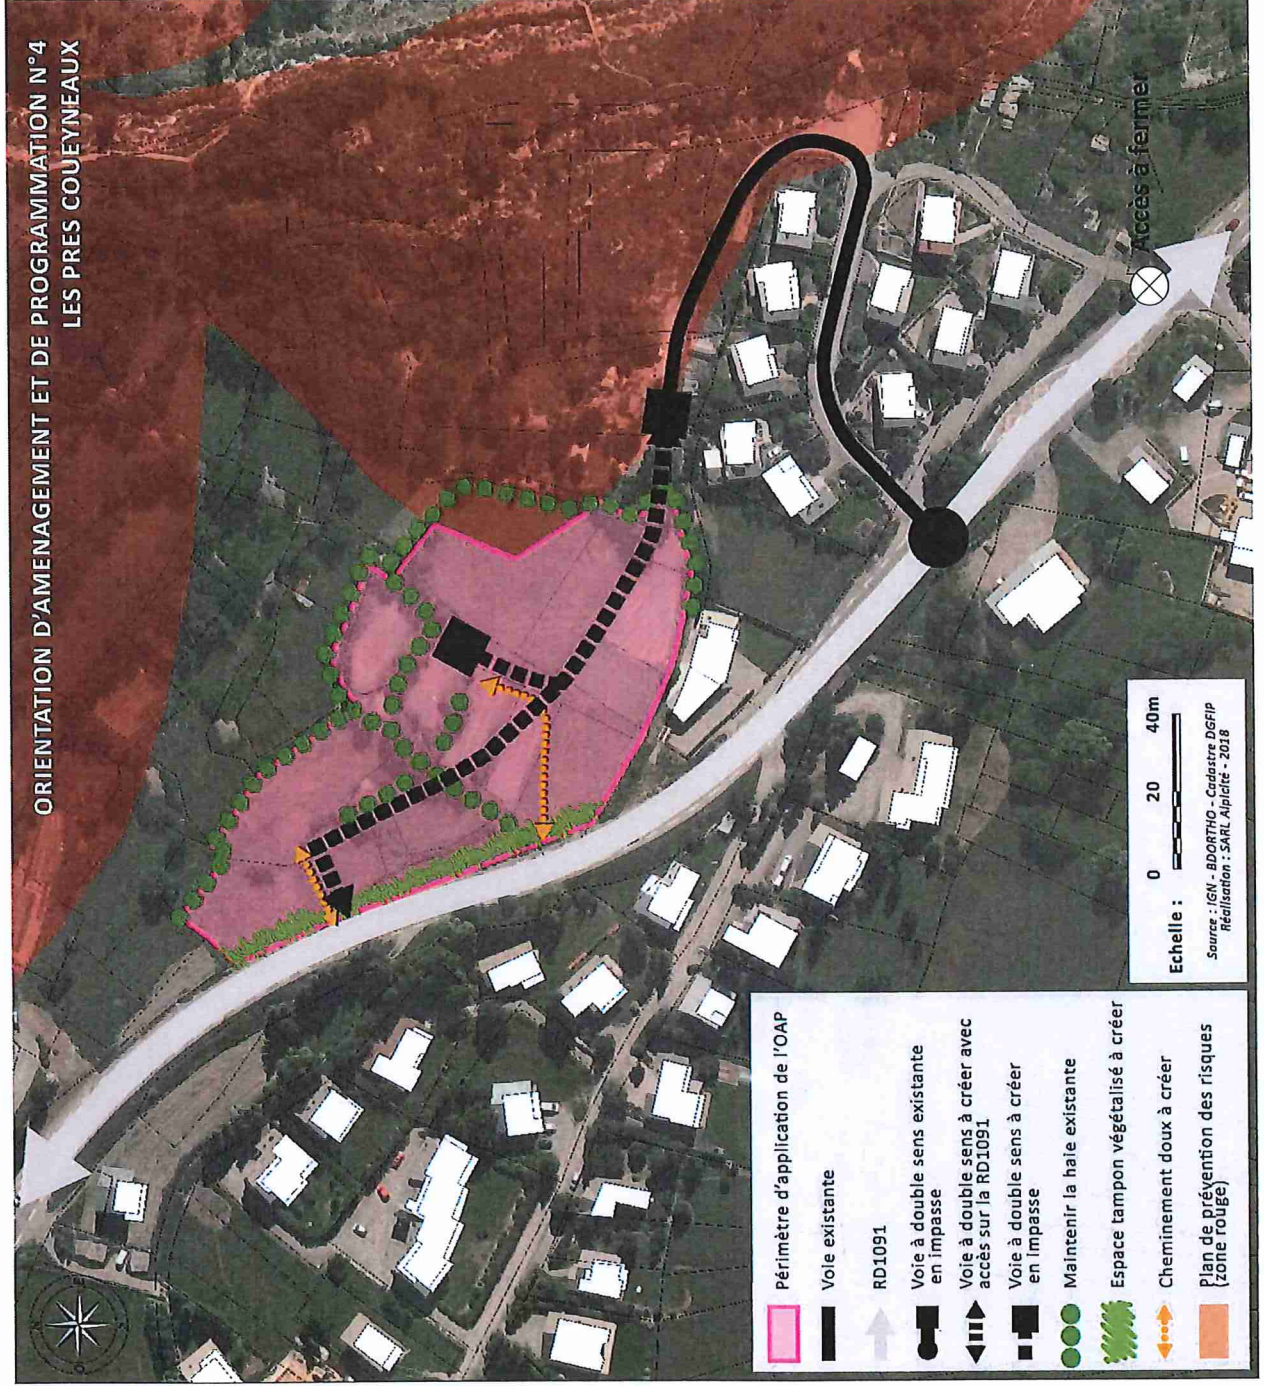 ORIENTATION D'AMENAGEMENT ET DE PROGRAMMATION N°4
LES PRES COUEYNEAUX
Accès à fermer
Périmètre d'application de l'OAP
Voie existante
RD1091
Voie à double sens existante
en impasse
Voie à double sens à créer avec
accès sur la RD1091
Voie à double sens à créer
en impasse
Maintenir la haie existante
Espace tampon végétalisé à créer
Cheminement doux à créer
Plan de prévention des risques
(zone rouge)
Echelle :
0 20 40m
Source : IGN - BDORTHO - Cadastre DGFIP
Réalisation : SARL Alpicité - 2018